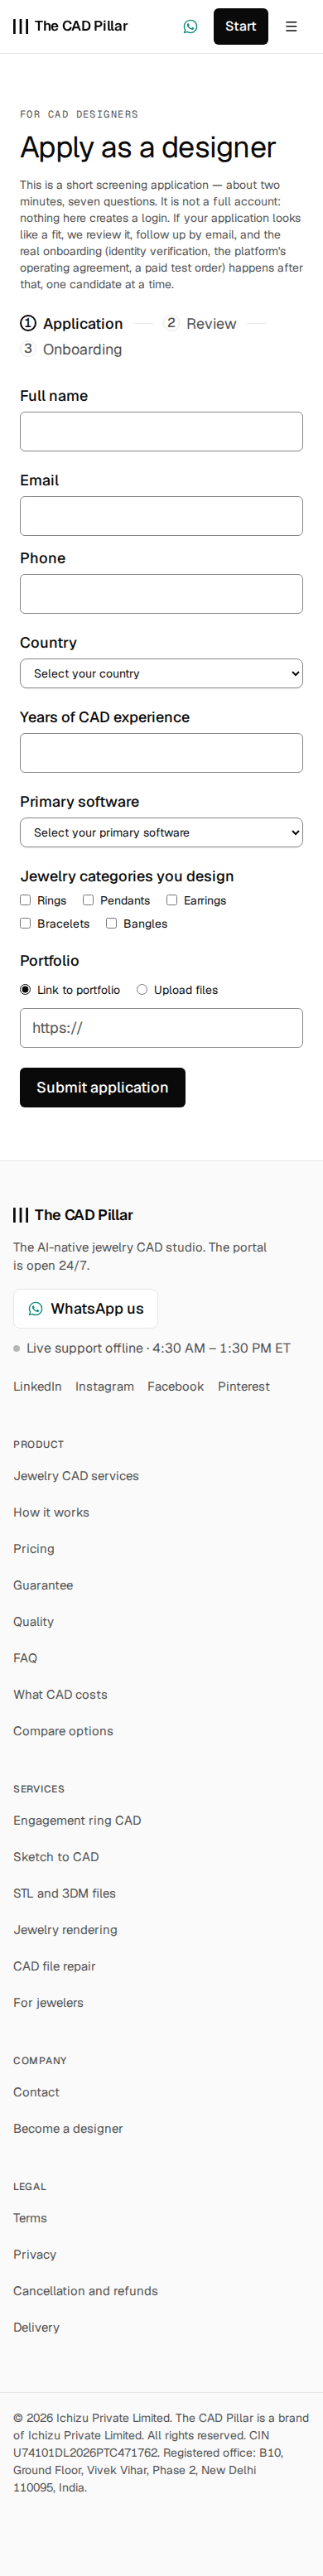 The CAD Pillar
Start
FOR CAD DESIGNERS
Apply as a designer
This is a short screening application — about two
minutes, seven questions. It is not a full account:
nothing here creates a login. If your application looks
like a fit, we review it, follow up by email, and the
real onboarding (identity verification, the platform's
operating agreement, a paid test order) happens after
that, one candidate at a time.
1 Application
2 Review
3 Onboarding
Full name
Email
Phone
Country
Select your country
Years of CAD experience
Primary software
Select your primary software
Jewelry categories you design
Rings Pendants Earrings
Bracelets Bangles
Portfolio
Link to portfolio Upload files
https://
Submit application
The CAD Pillar
The AI-native jewelry CAD studio. The portal
is open 24/7.
WhatsApp us
Live support offline · 4:30 AM – 1:30 PM ET
LinkedIn Instagram Facebook Pinterest
PRODUCT
Jewelry CAD services
How it works
Pricing
Guarantee
Quality
FAQ
What CAD costs
Compare options
SERVICES
Engagement ring CAD
Sketch to CAD
STL and 3DM files
Jewelry rendering
CAD file repair
For jewelers
COMPANY
Contact
Become a designer
LEGAL
Terms
Privacy
Cancellation and refunds
Delivery
© 2026 Ichizu Private Limited. The CAD Pillar is a brand
of Ichizu Private Limited. All rights reserved. CIN
U74101DL2026PTC471762. Registered office: B10,
Ground Floor, Vivek Vihar, Phase 2, New Delhi
110095, India.